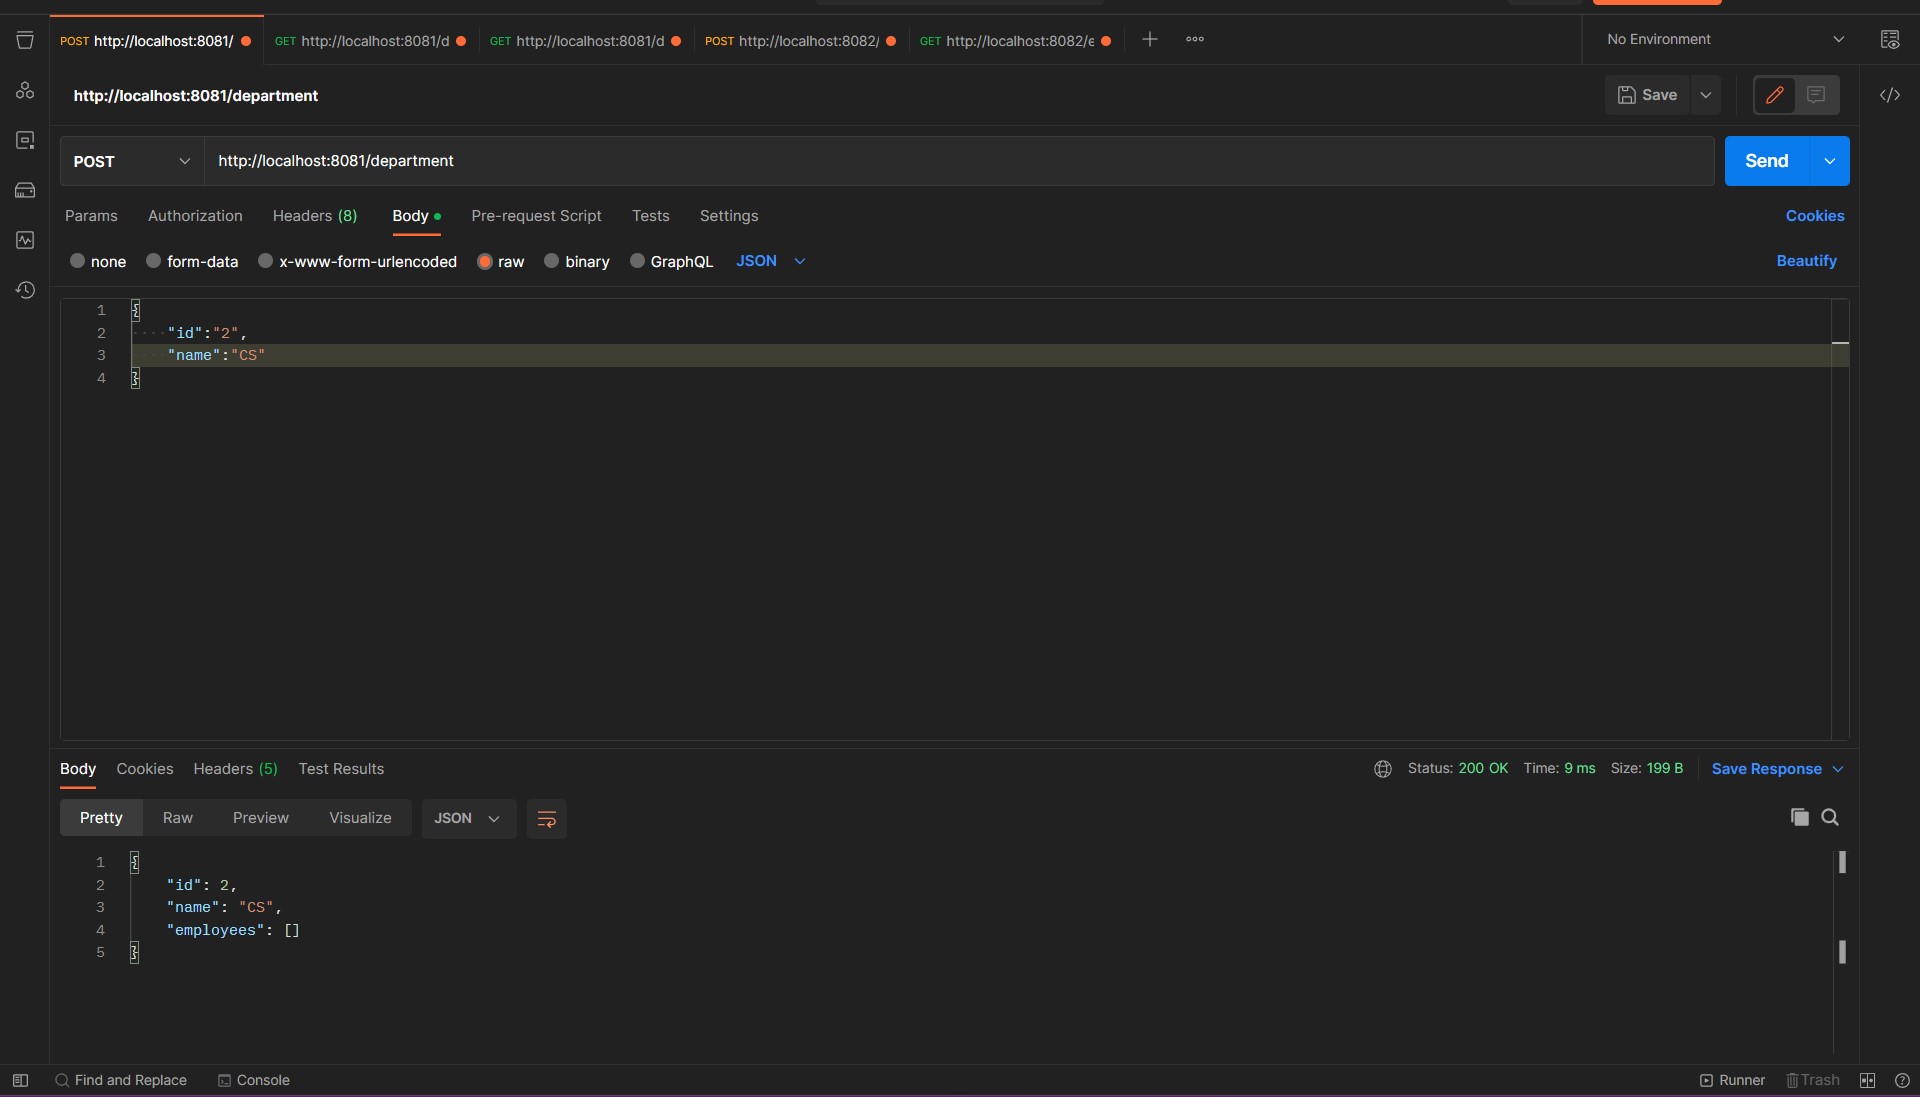 POST http://localhost:8081/ GET http://localhost:8081/d GET http://localhost:8081/d POST http://localhost:8082/ GET http://localhost:8082/e No Environment
http://localhost:8081/department Save
POST http://localhost:8081/department Send
Params Authorization Headers (8) Body Pre-request Script Tests Settings Cookies
none form-data x-www-form-urlencoded raw binary GraphQL JSON Beautify
1 {
2 "id":"2",
3 "name":"CS"
4 }
Body Cookies Headers (5) Test Results Status: 200 OK Time: 9 ms Size: 199 B Save Response
Pretty Raw Preview Visualize JSON
1 {
2 "id": 2,
3 "name": "CS",
4 "employees": []
5 }
Find and Replace Console Runner Trash